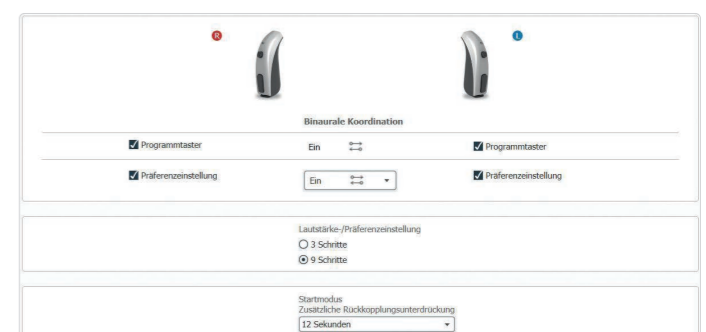 R L
Binaurale Koordination
Programmtaster Ein Programmtaster
Präferenzeinstellung Ein Präferenzeinstellung
Lautstärke-/Präferenzeinstellung
3 Schritte
9 Schritte
Startmodus
Zusätzliche Rückkopplungsunterdrückung
12 Sekunden